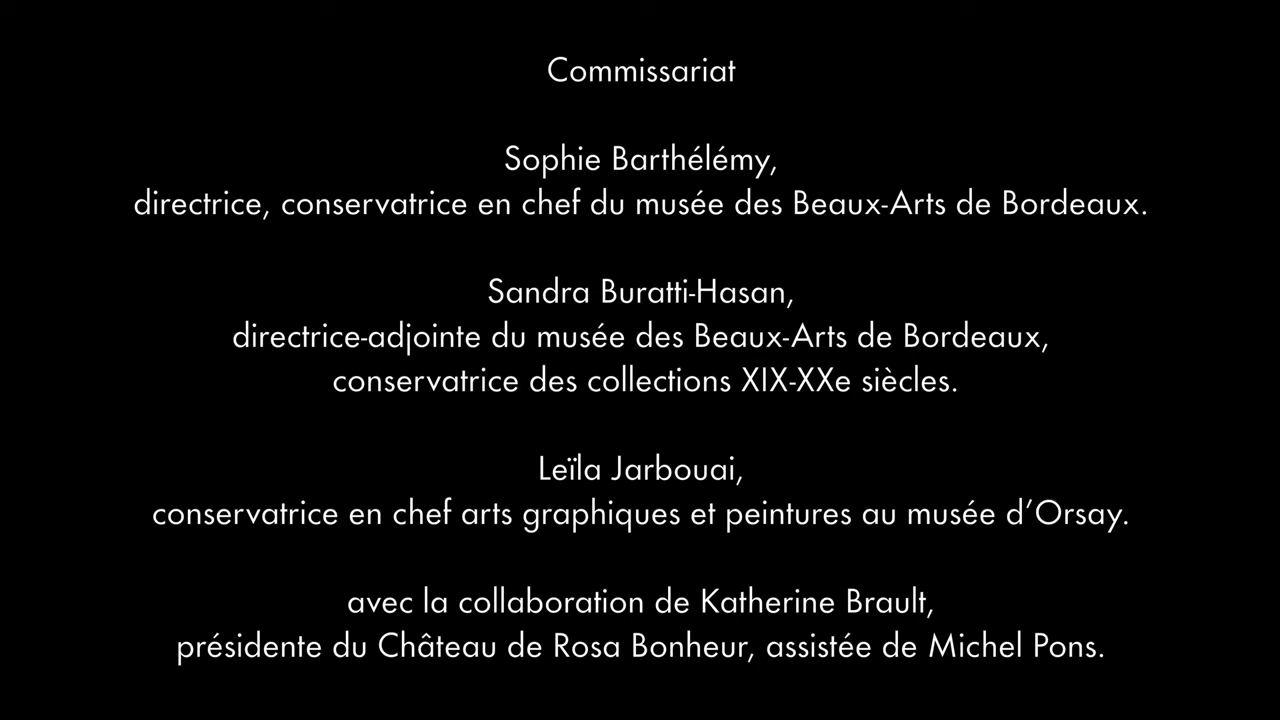 Commissariat
Sophie Barthélémy,
directrice, conservatrice en chef du musée des Beaux-Arts de Bordeaux.
Sandra Buratti-Hasan,
directrice-adjointe du musée des Beaux-Arts de Bordeaux,
conservatrice des collections XIX-XXe siècles.
Leïla Jarbouai,
conservatrice en chef arts graphiques et peintures au musée d’Orsay.
avec la collaboration de Katherine Brault,
présidente du Château de Rosa Bonheur, assistée de Michel Pons.